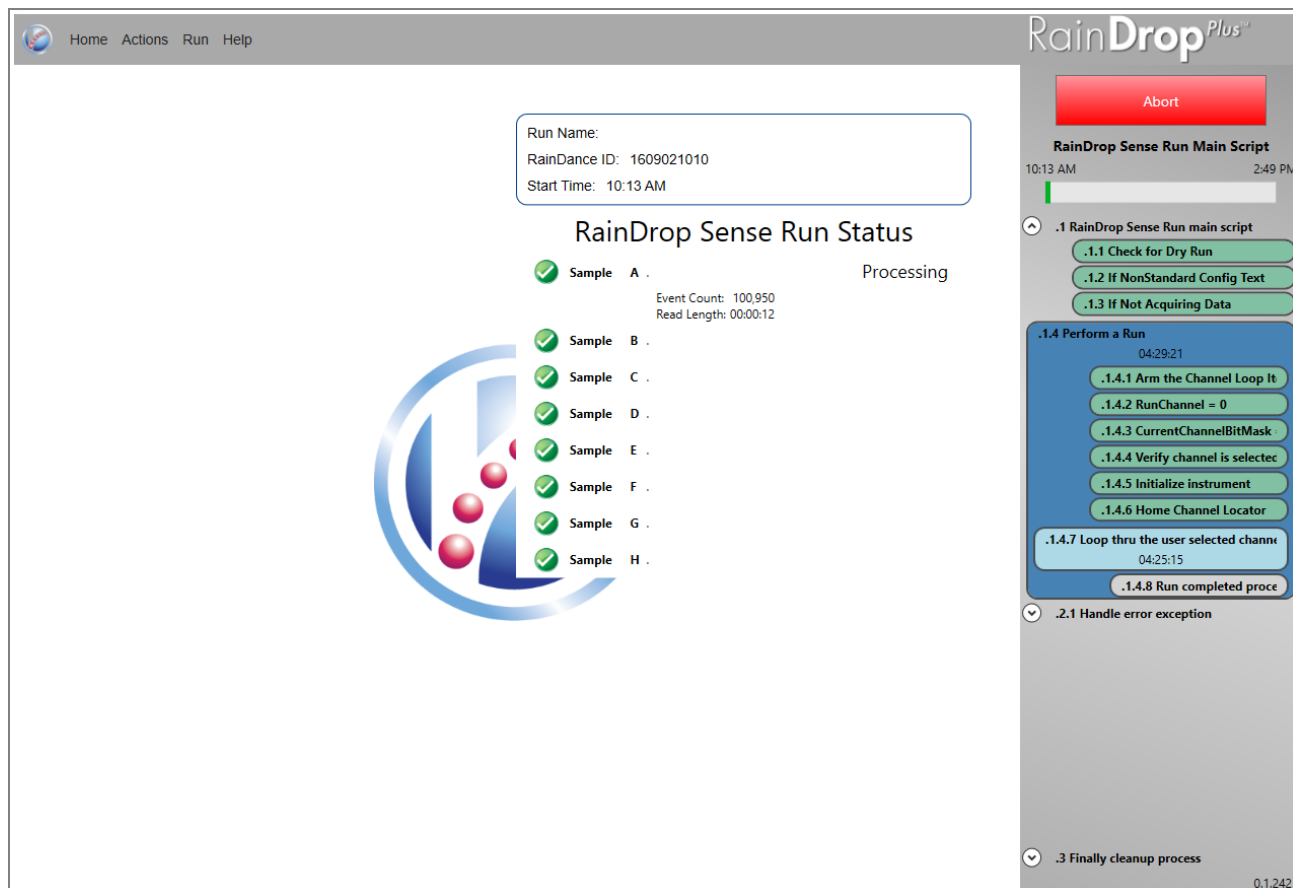 Home Actions Run Help
RainDrop Plus™
Run Name:
RainDance ID: 1609021010
Start Time: 10:13 AM
RainDrop Sense Run Status
Sample A . Processing
Event Count: 100,950
Read Length: 00:00:12
Sample B .
Sample C .
Sample D .
Sample E .
Sample F .
Sample G .
Sample H .
Abort
RainDrop Sense Run Main Script
10:13 AM 2:49 PM
.1 RainDrop Sense Run main script
.1.1 Check for Dry Run
.1.2 If NonStandard Config Text
.1.3 If Not Acquiring Data
.1.4 Perform a Run
04:29:21
.1.4.1 Arm the Channel Loop It
.1.4.2 RunChannel = 0
.1.4.3 CurrentChannelBitMask
.1.4.4 Verify channel is selected
.1.4.5 Initialize instrument
.1.4.6 Home Channel Locator
.1.4.7 Loop thru the user selected channe
04:25:15
.1.4.8 Run completed proce
.2.1 Handle error exception
.3 Finally cleanup process
0.1.242